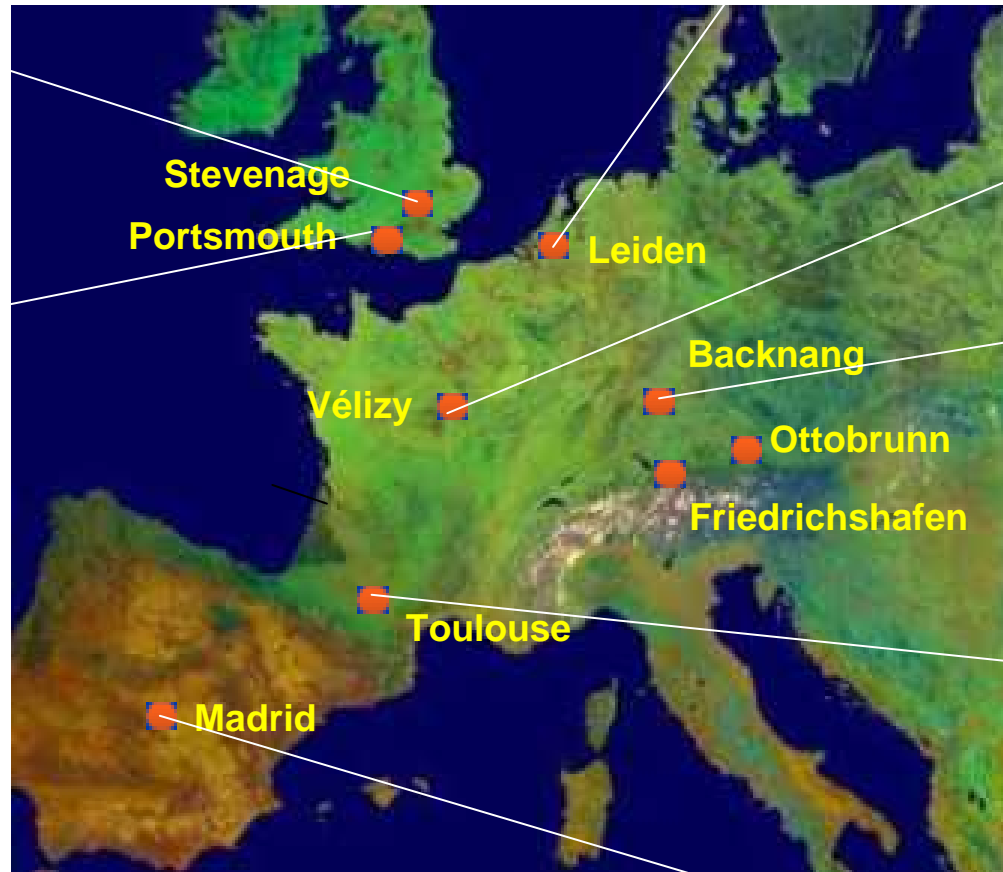 Stevenage
Portsmouth
Leiden
Backnang
Vélizy
Ottobrunn
Friedrichshafen
Toulouse
Madrid